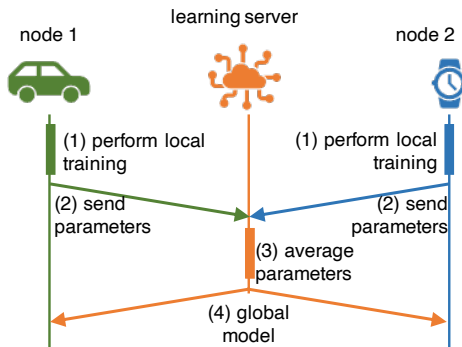 learning server
node 1
node 2
(1) perform local
training
(1) perform local
training
(2) send
parameters
(2) send
parameters
(3) average
parameters
(4) global
model